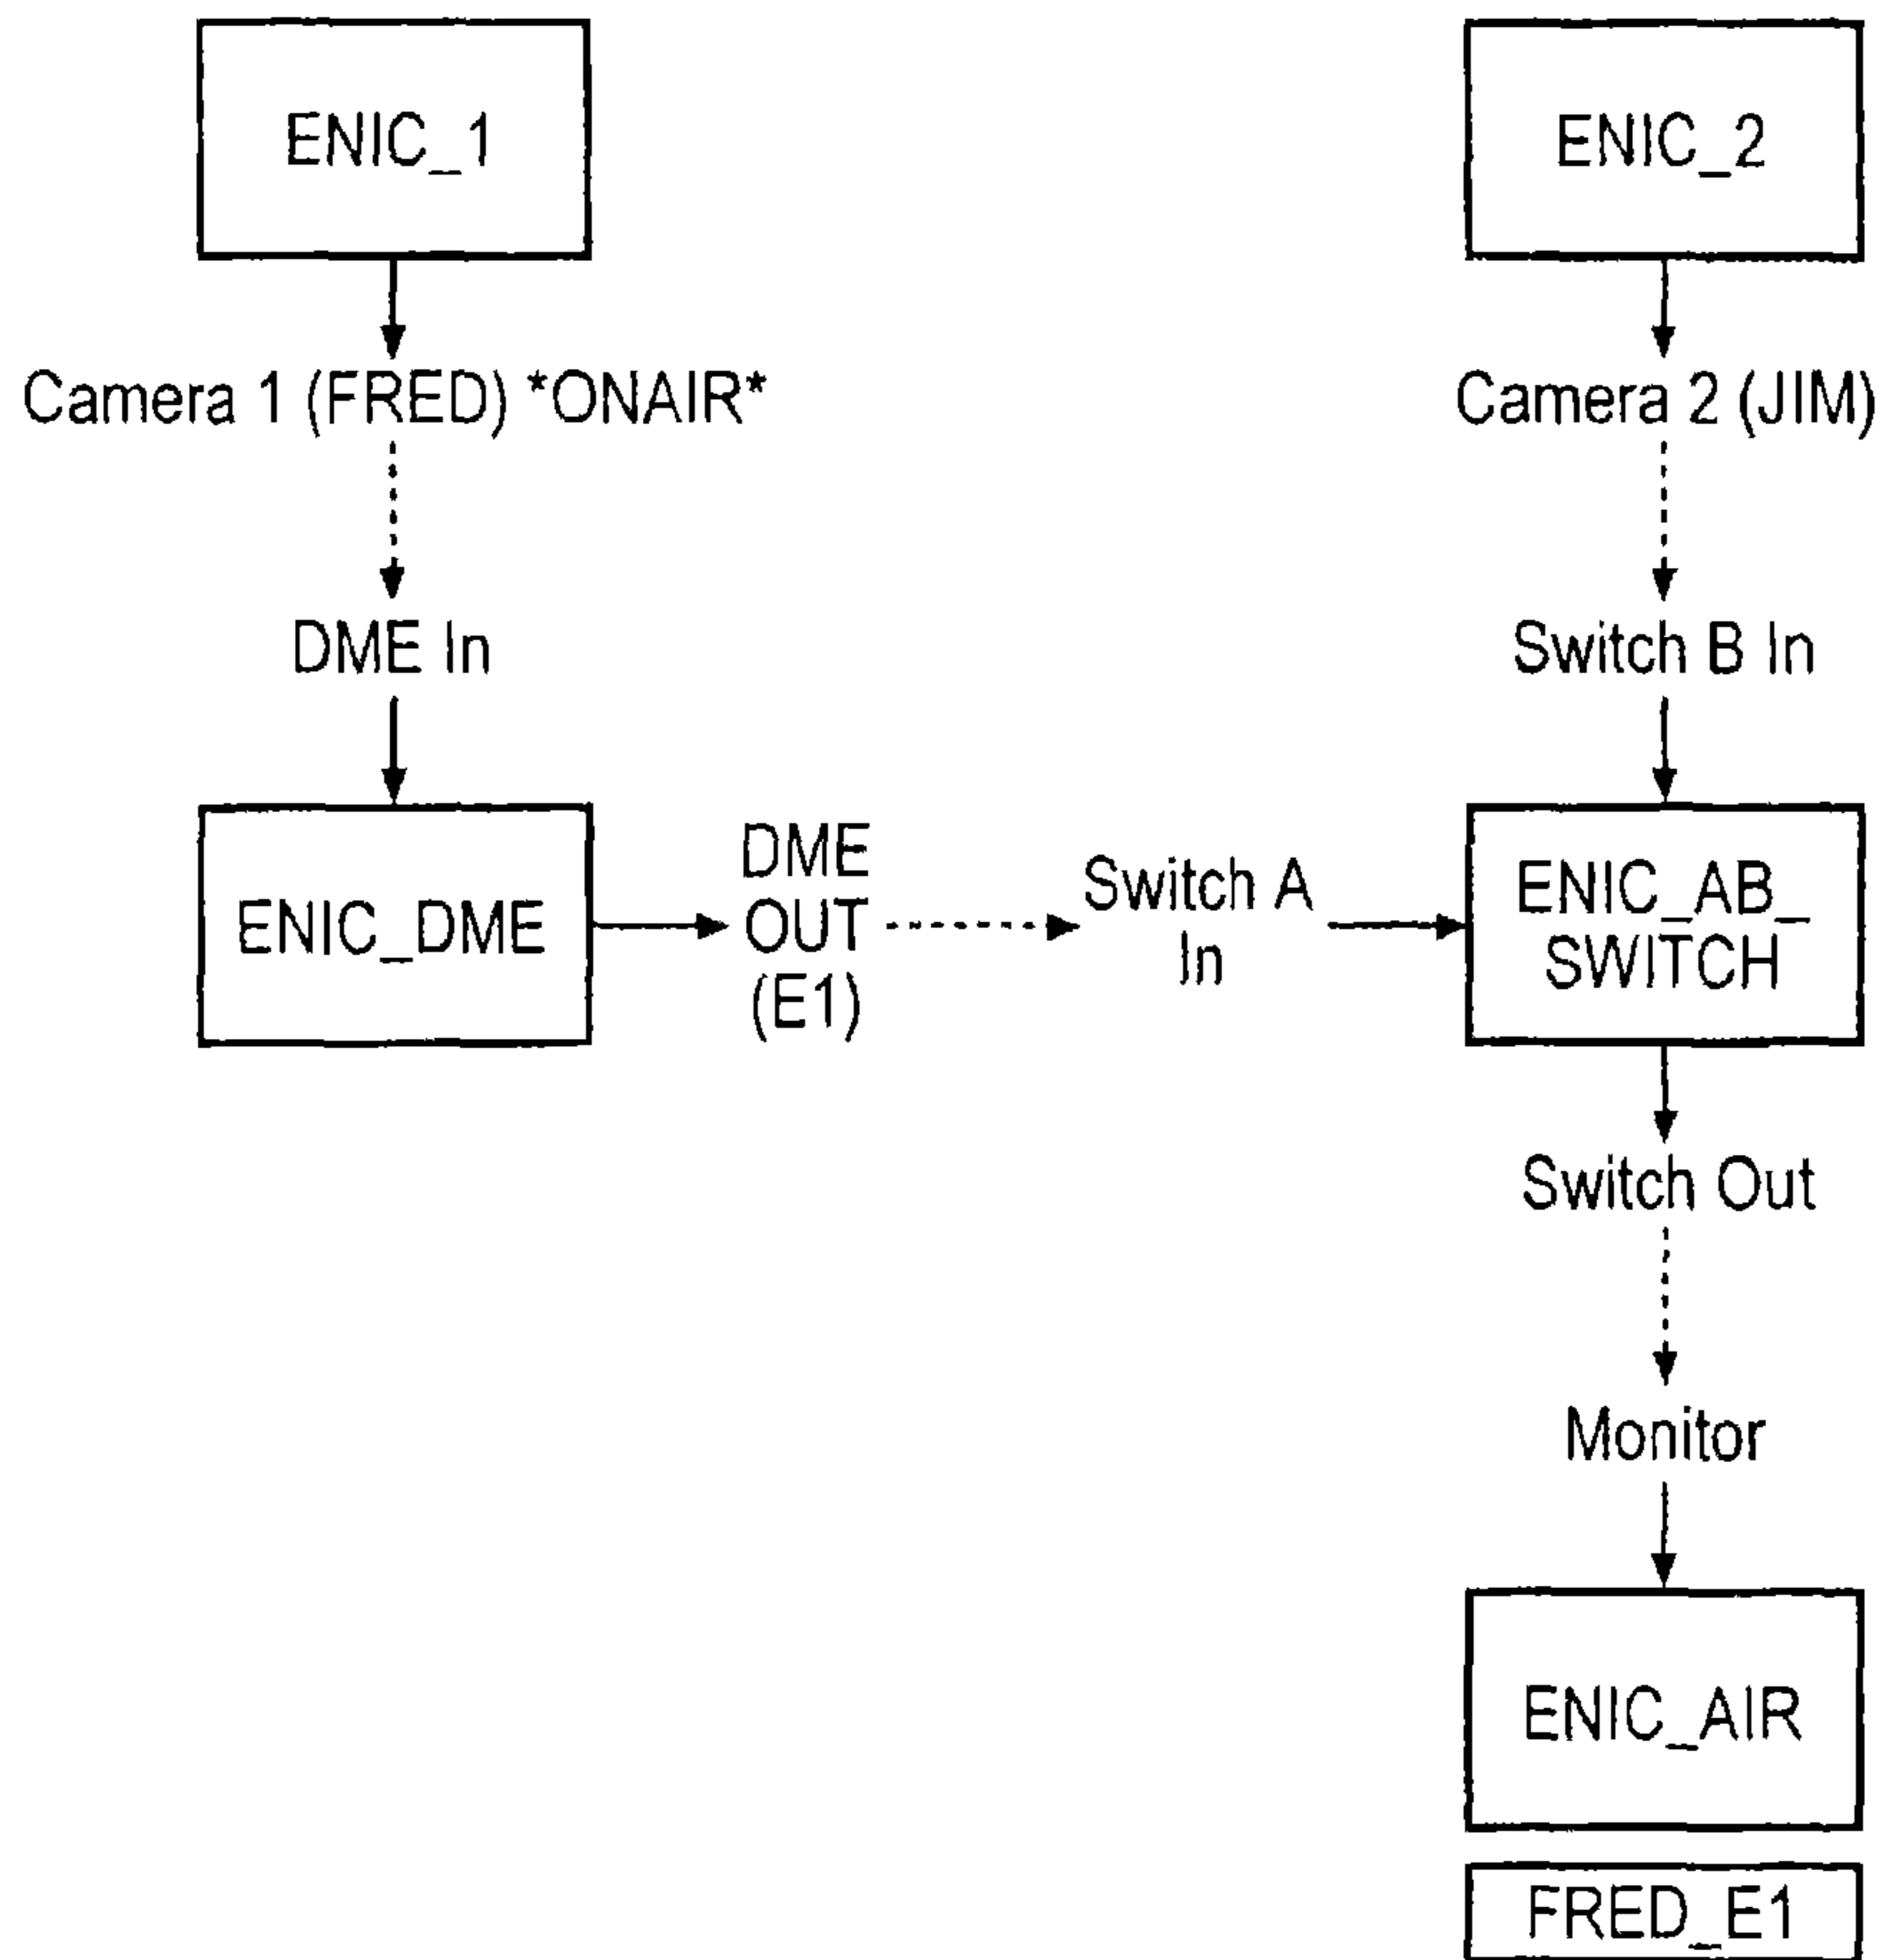 ENIC_1
ENIC_2
Camera 1 (FRED) *ONAIR*
Camera 2 (JIM)
DME In
Switch B In
ENIC_DME
DME
OUT
(E1)
Switch A
In
ENIC_AB_
SWITCH
Switch Out
Monitor
ENIC_AIR
FRED_E1